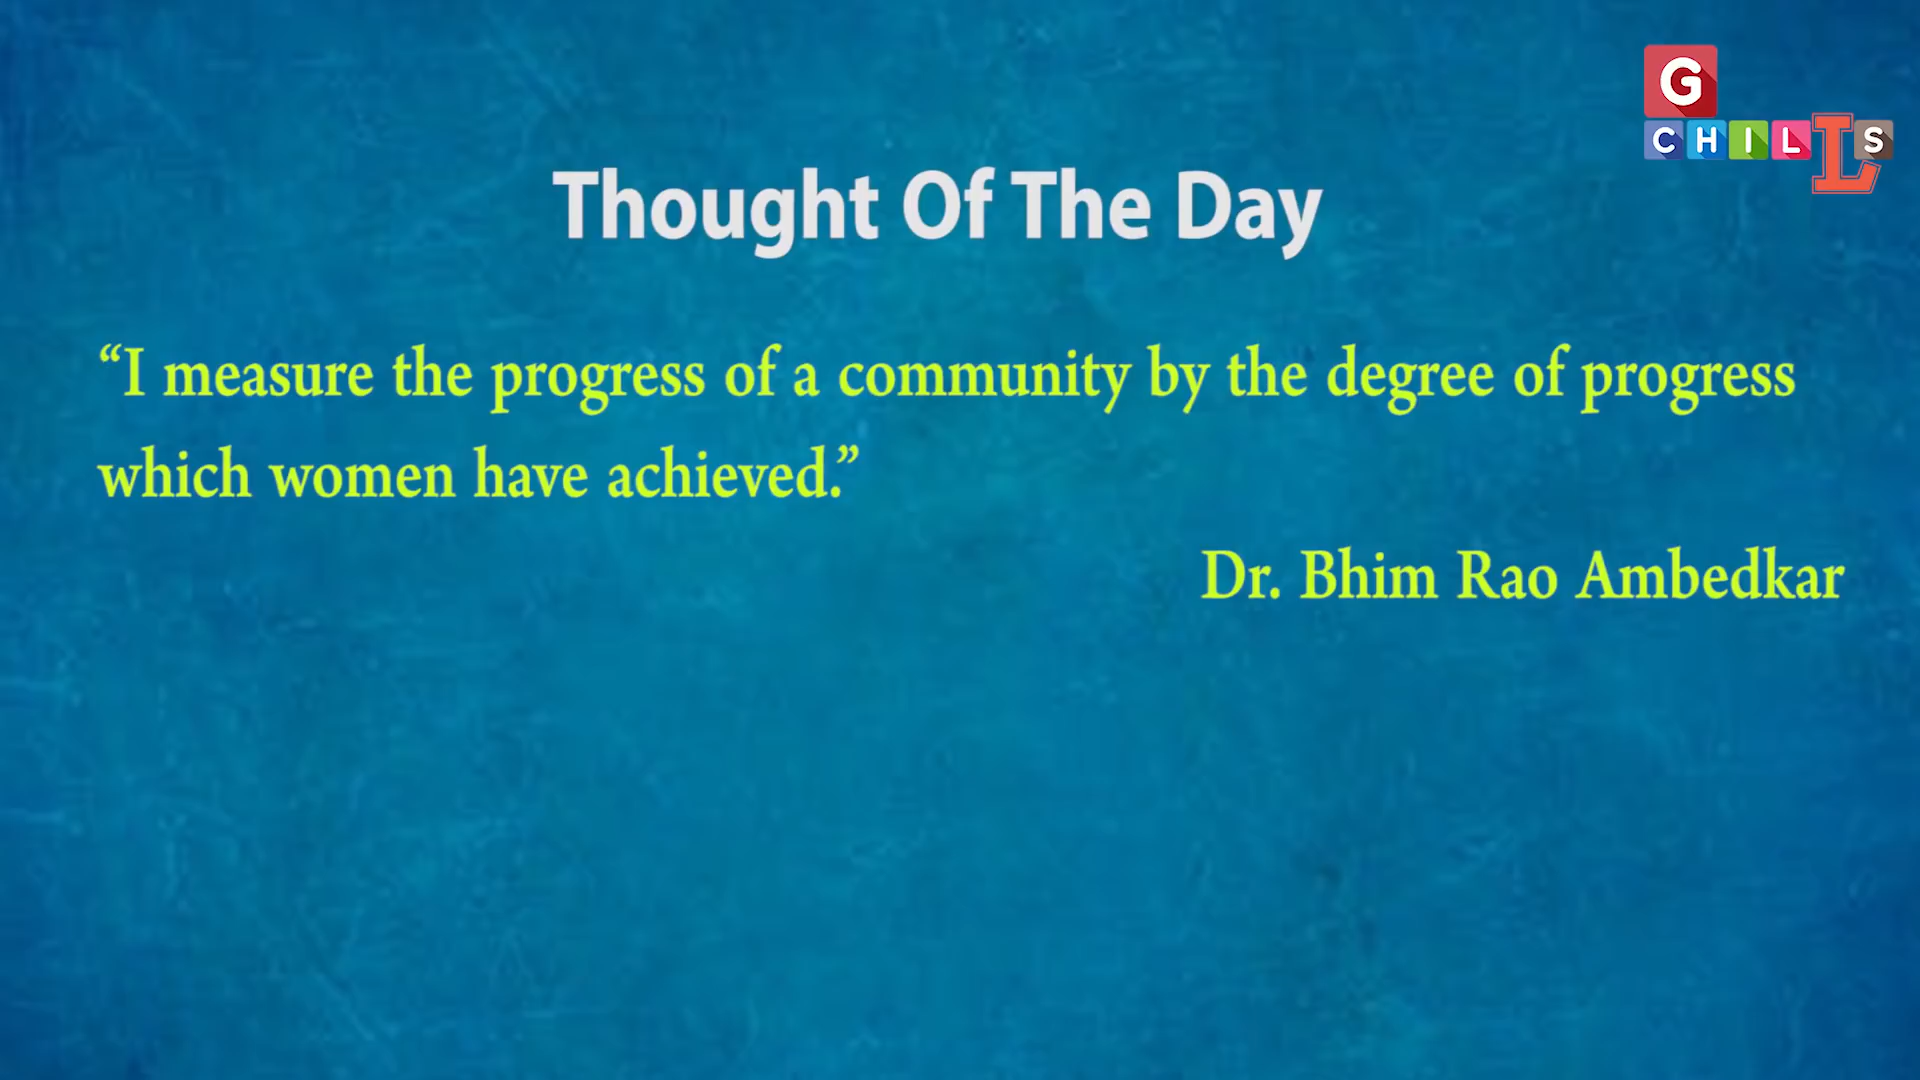 G
CHILLS
Thought Of The Day
“I measure the progress of a community by the degree of progress
which women have achieved.”
Dr. Bhim Rao Ambedkar